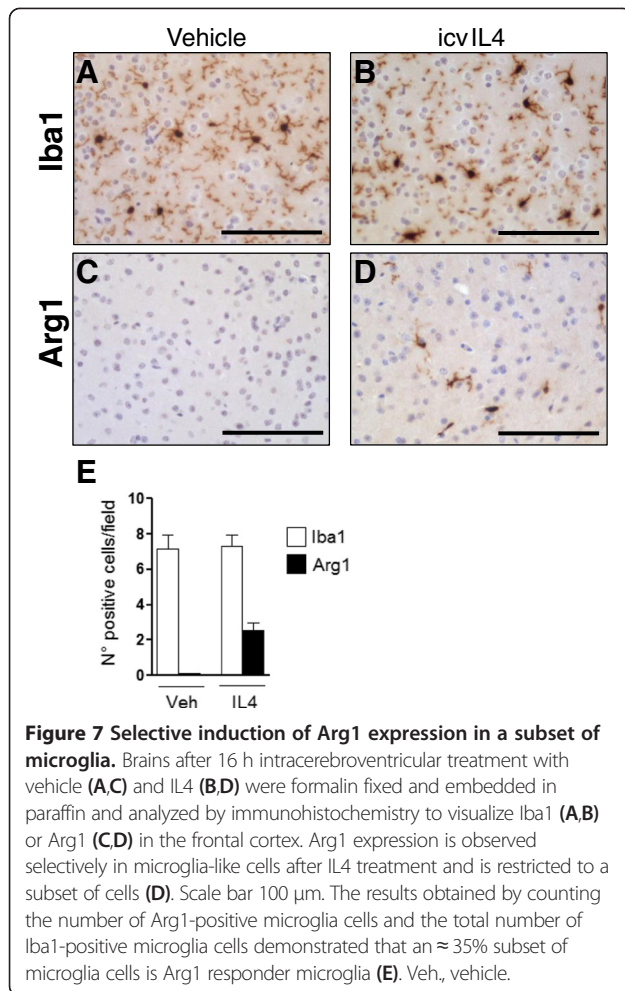 Vehicle
icv IL4
A
B
Iba1
C
D
Arg1
E
10
8
6
4
2
0
N° positive cells/field
Iba1
Arg1
Veh
IL4
Figure 7 Selective induction of Arg1 expression in a subset of
microglia. Brains after 16 h intracerebroventricular treatment with
vehicle (A,C) and IL4 (B,D) were formalin fixed and embedded in
paraffin and analyzed by immunohistochemistry to visualize Iba1 (A,B)
or Arg1 (C,D) in the frontal cortex. Arg1 expression is observed
selectively in microglia-like cells after IL4 treatment and is restricted to a
subset of cells (D). Scale bar 100 μm. The results obtained by counting
the number of Arg1-positive microglia cells and the total number of
Iba1-positive microglia cells demonstrated that an ≈ 35% subset of
microglia cells is Arg1 responder microglia (E). Veh., vehicle.